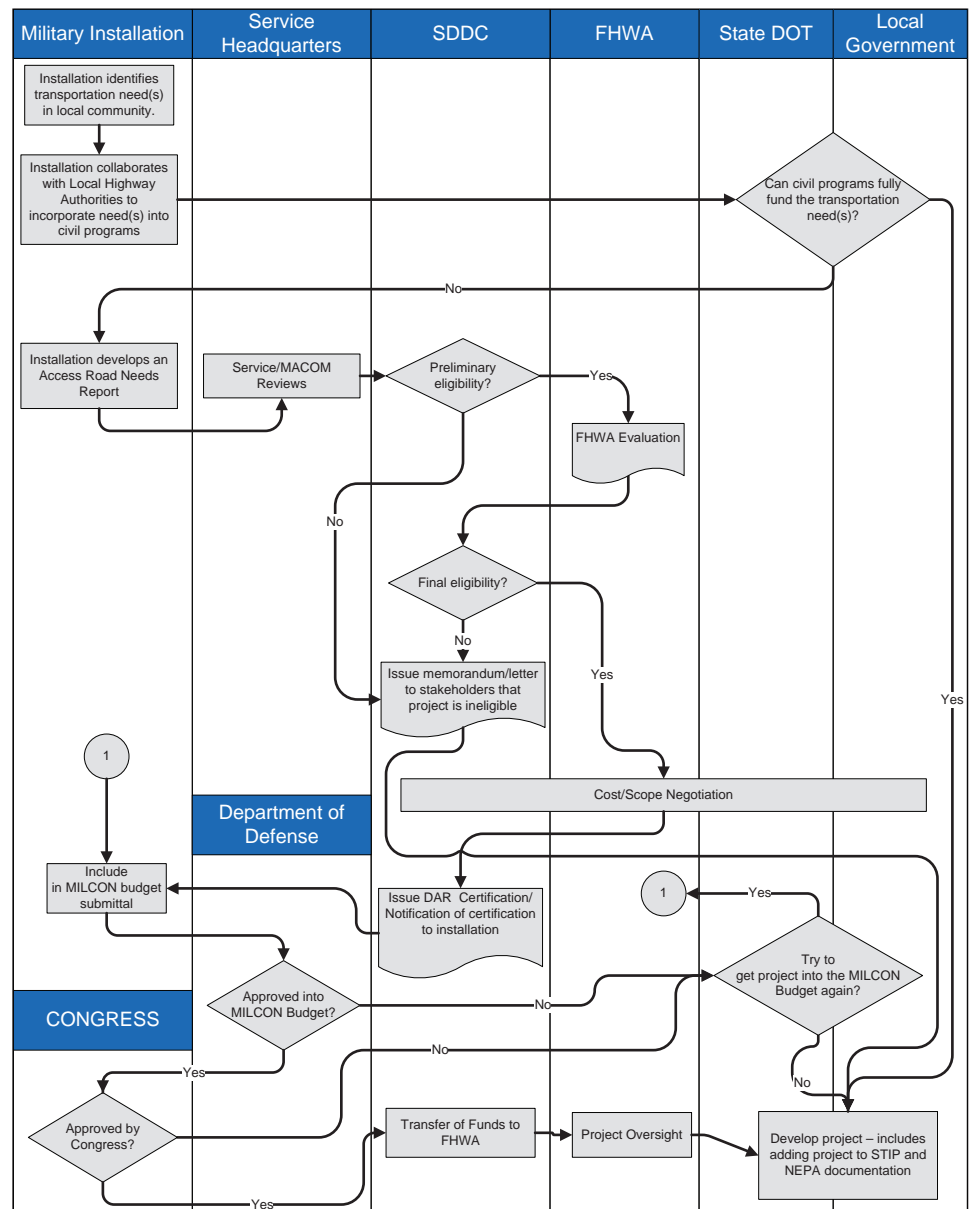 Military Installation
Service
Headquarters
SDDC
FHWA
State DOT
Local
Government
Installation identifies
transportation need(s)
in local community.
Installation collaborates
with Local Highway
Authorities to
incorporate need(s) into
civil programs
Can civil programs fully
fund the transportation
need(s)?
No
Installation develops an
Access Road Needs
Report
Service/MACOM
Reviews
Preliminary
eligibility?
Yes
FHWA Evaluation
No
Final eligibility?
No
Issue memorandum/letter
to stakeholders that
project is ineligible
Yes
Yes
1
Cost/Scope Negotiation
Department of
Defense
Include
in MILCON budget
submittal
Issue DAR Certification/
Notification of certification
to installation
1
Yes
Try to
get project into the MILCON
Budget again?
Approved into
MILCON Budget?
No
CONGRESS
No
Yes
No
Approved by
Congress?
Transfer of Funds to
FHWA
Project Oversight
Develop project – includes
adding project to STIP and
NEPA documentation
Yes